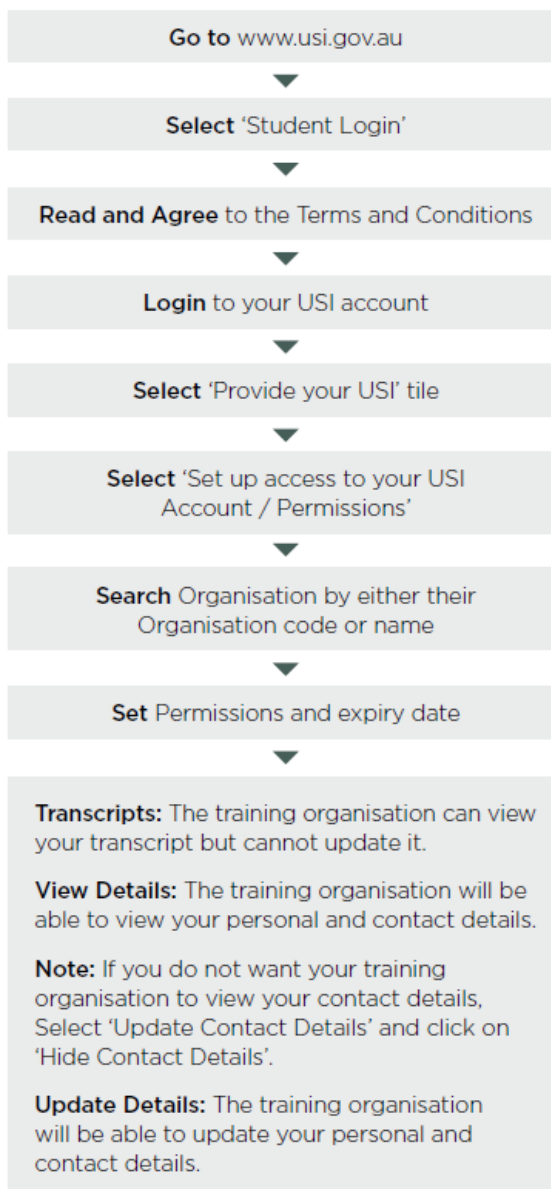 Go to www.usi.gov.au
Select ‘Student Login’
Read and Agree to the Terms and Conditions
Login to your USI account
Select ‘Provide your USI’ tile
Select ‘Set up access to your USI
Account / Permissions’
Search Organisation by either their
Organisation code or name
Set Permissions and expiry date
Transcripts: The training organisation can view
your transcript but cannot update it.
View Details: The training organisation will be
able to view your personal and contact details.
Note: If you do not want your training
organisation to view your contact details,
Select ‘Update Contact Details’ and click on
‘Hide Contact Details’.
Update Details: The training organisation
will be able to update your personal and
contact details.